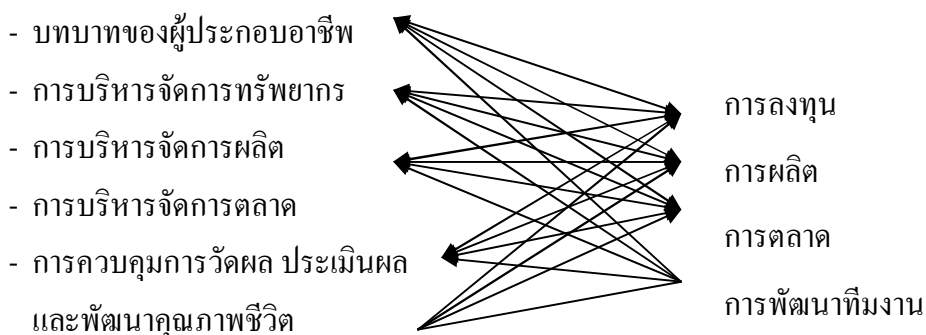 - บทบาทของผู้ประกอบอาชีพ
- การบริหารจัดการทรัพยากร
- การบริหารจัดการผลิต
- การบริหารจัดการตลาด
- การควบคุมการวัดผล ประเมินผล
และพัฒนาคุณภาพชีวิต
การลงทุน
การผลิต
การตลาด
การพัฒนาทีมงาน